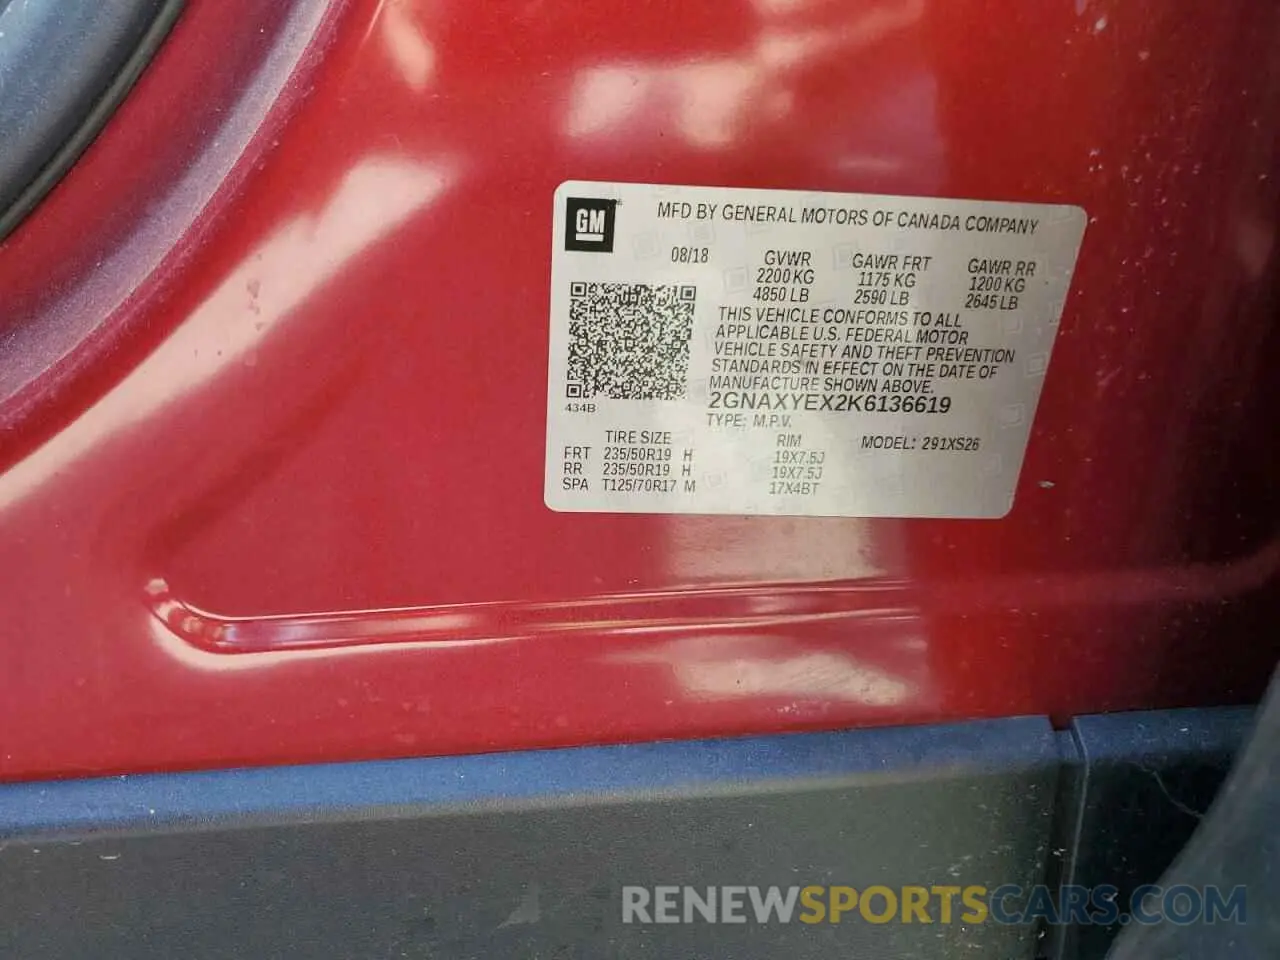 GM
MFD BY GENERAL MOTORS OF CANADA COMPANY
08/18 GVWR GAWR FRT GAWR RR
2200 KG 1175 KG 1200 KG
4850 LB 2590 LB 2645 LB
THIS VEHICLE CONFORMS TO ALL
APPLICABLE U.S. FEDERAL MOTOR
VEHICLE SAFETY AND THEFT PREVENTION
STANDARDS IN EFFECT ON THE DATE OF
MANUFACTURE SHOWN ABOVE.
434B
2GNAXYEX2K6136619
TYPE: M.P.V.
TIRE SIZE RIM MODEL: 291XS26
FRT 235/50R19 H 19X7.5J
RR 235/50R19 H 19X7.5J
SPA T125/70R17 M 17X4BT
RENEWSPORTSCARS.COM